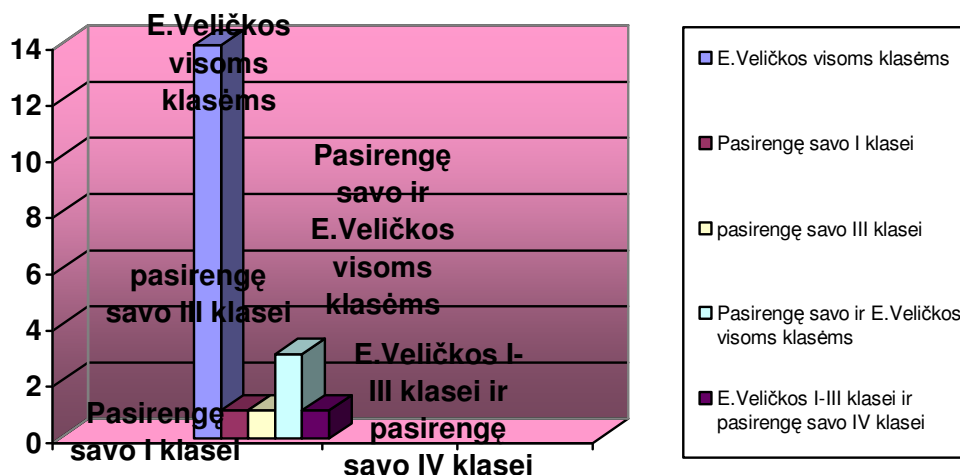 14
12
10
8
6
4
2
0
E.Veličkos
visoms
klasėms
Pasirengę
savo ir
E.Veličkos
visoms
klasėms
pasirengę
savo III klasei
E.Veličkos I-
III klasei ir
pasirengę
savo IV klasei
Pasirengę
savo I klasei
E.Veličkos visoms klasėms
Pasirengę savo I klasei
pasirengę savo III klasei
Pasirengę savo ir E.Veličkos
visoms klasėms
E.Veličkos I-III klasei ir
pasirengę savo IV klasei